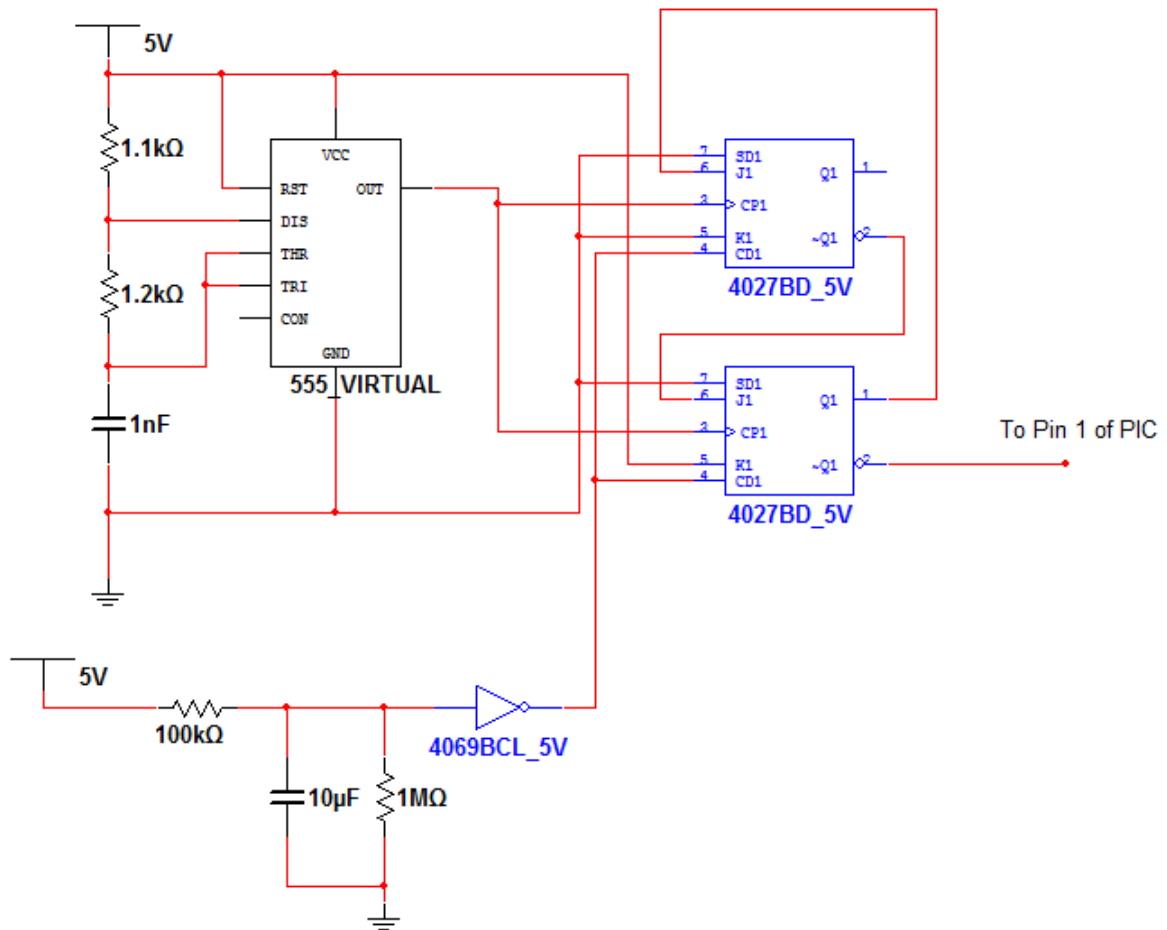 5V
1.1kΩ
1.2kΩ
1nF
VCC
RST
OUT
DIS
THR
TRI
CON
GND
555_VIRTUAL
7
SD1
6
J1
Q1
1
3
CP1
5
K1
~Q1
2
4
CD1
4027BD_5V
7
SD1
6
J1
Q1
1
3
CP1
5
K1
~Q1
2
4
CD1
4027BD_5V
To Pin 1 of PIC
5V
100kΩ
4069BCL_5V
10µF
1MΩ